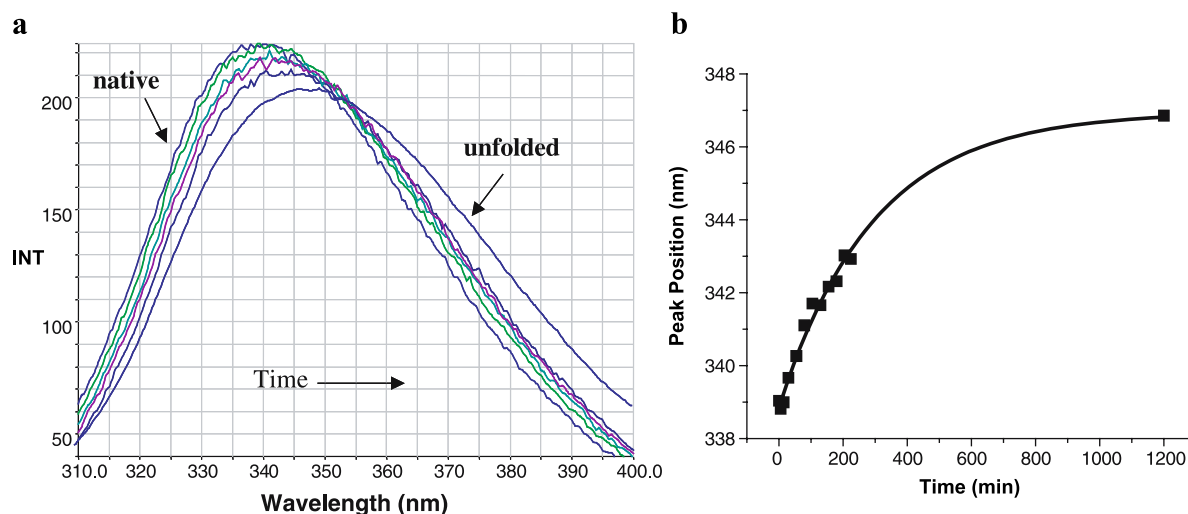 a
native
unfolded
200
150
INT
100
Time
50
310.0 320 330 340 350 360 370 380 390 400.0
Wavelength (nm)
b
348
346
344
342
340
338
Peak Position (nm)
0 200 400 600 800 1000 1200
Time (min)